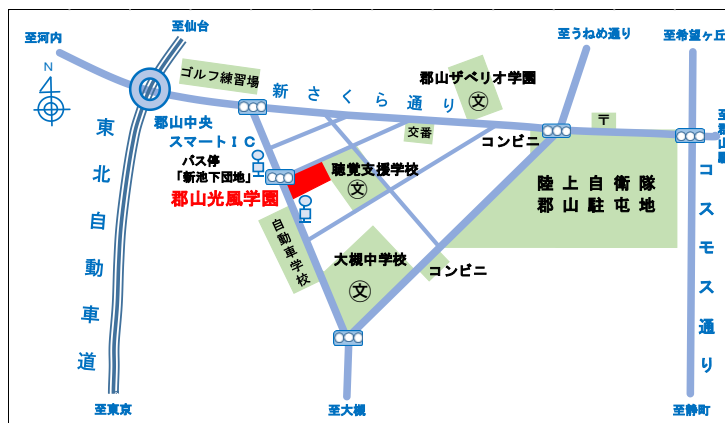 至仙台
至河内
至うねめ通り
至希望ヶ丘
N
ゴルフ練習場
新さくら通り
郡山ザベリオ学園
文
〒
交番
コンビニ
郡山中央
スマートＩＣ
バス停
「新池下団地」
聴覚支援学校
文
郡山光風学園
陸上自衛隊
郡山駐屯地
自動車学校
大槻中学校
文
コンビニ
東北自動車道
コスモス通り
至東京
至大槻
至静町